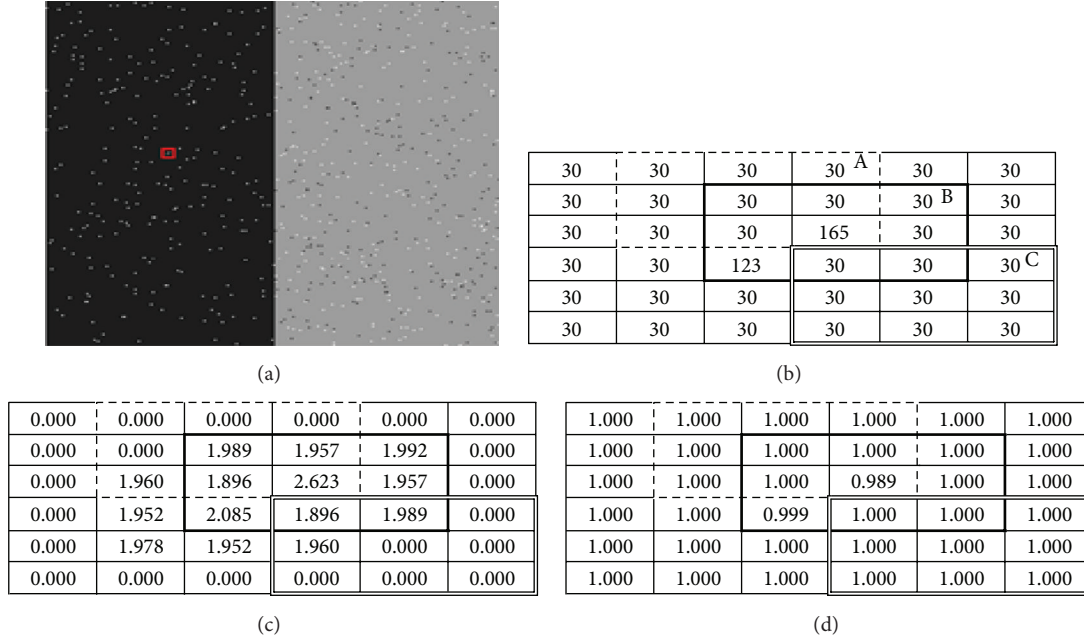 30 30 30 30 A 30 30
30 30 30 30 30 B 30
30 30 30 165 30 30
30 30 123 30 30 30 C
30 30 30 30 30 30
30 30 30 30 30 30
(a)
(b)
0.000 0.000 0.000 0.000 0.000 0.000
0.000 0.000 1.989 1.957 1.992 0.000
0.000 1.960 1.896 2.623 1.957 0.000
0.000 1.952 2.085 1.896 1.989 0.000
0.000 1.978 1.952 1.960 0.000 0.000
0.000 0.000 0.000 0.000 0.000 0.000
(c)
1.000 1.000 1.000 1.000 1.000 1.000
1.000 1.000 1.000 1.000 1.000 1.000
1.000 1.000 1.000 0.989 1.000 1.000
1.000 1.000 0.999 1.000 1.000 1.000
1.000 1.000 1.000 1.000 1.000 1.000
1.000 1.000 1.000 1.000 1.000 1.000
(d)